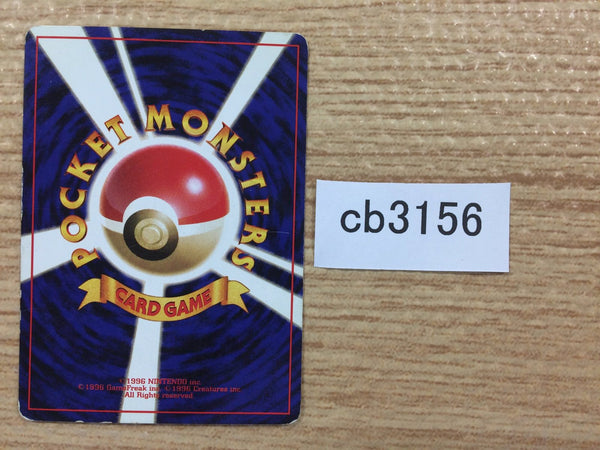 POCKET MONSTERS
CARD GAME
©1996 NINTENDO inc.
©1996 GameFreak inc. ©1996 Creatures inc.
All Rights reserved.
cb3156